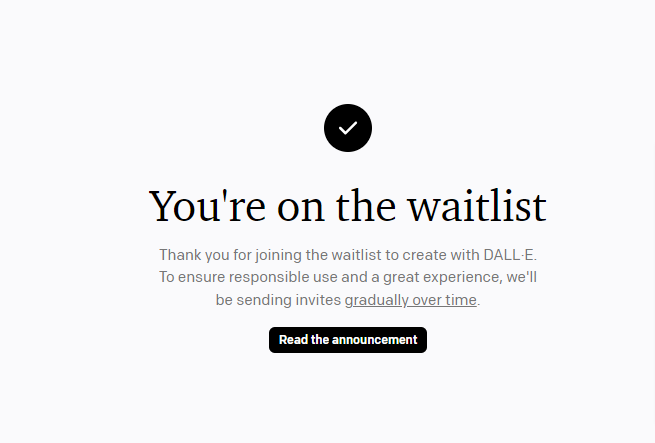 You're on the waitlist
Thank you for joining the waitlist to create with DALL·E.
To ensure responsible use and a great experience, we'll
be sending invites gradually over time.
Read the announcement